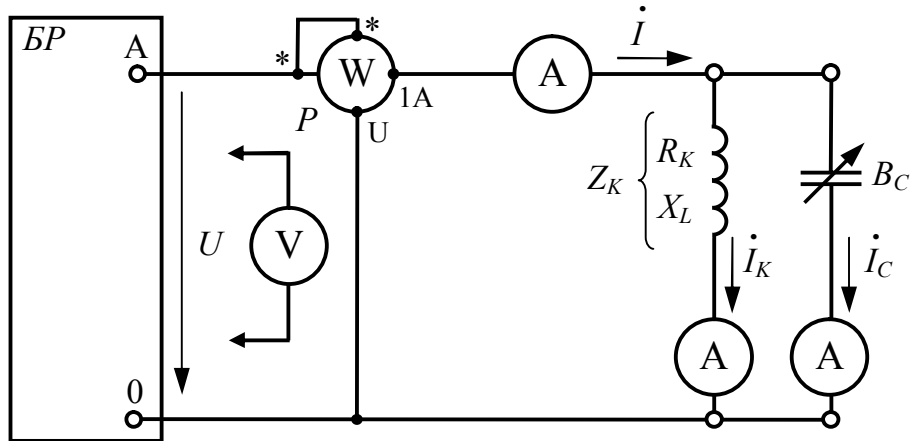 БР
A
*
*
W
1A
P
U
A
İ
Z_K
R_K
X_L
B_C
U
V
İ_K
İ_C
A
A
0